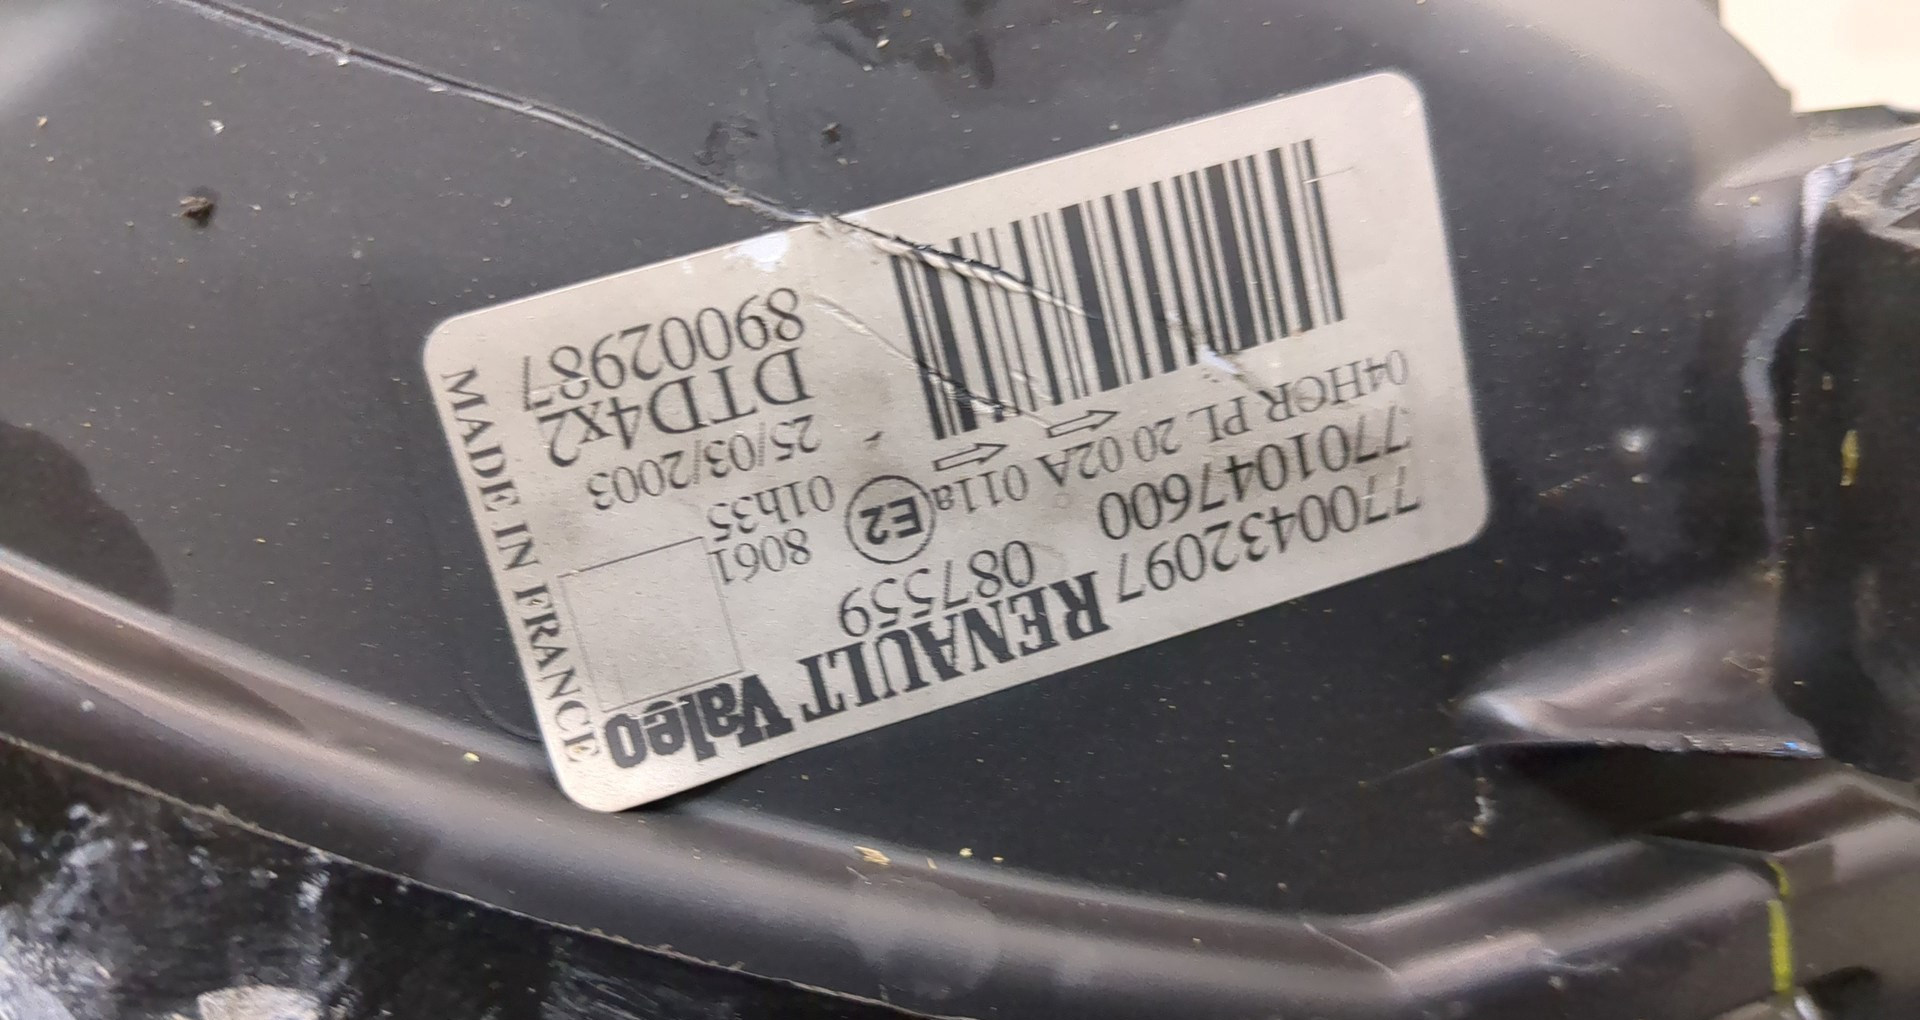 7700432097 RENAULT Valeo
7701047600 087559
04HCR PL 20 02A 011a E2 8061
01h35
25/03/2003
DTD4x2
89002987
MADE IN FRANCE